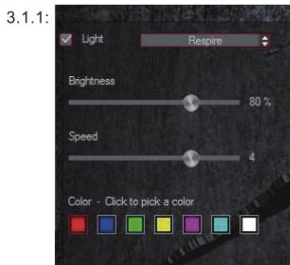 3.1.1:
Light Respire
Brightness
80 %
Speed
4
Color - Click to pick a color